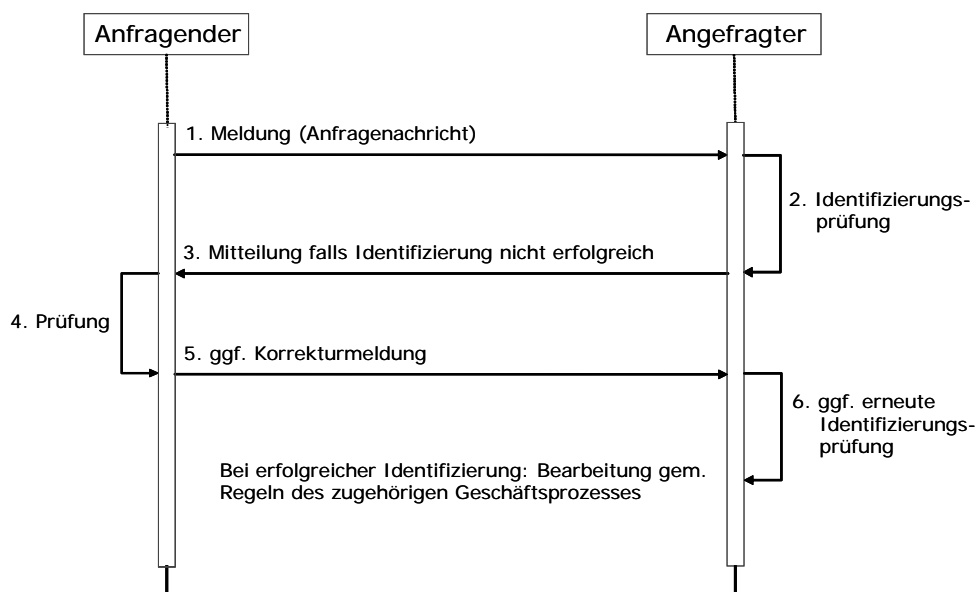 Anfragender
Angefragter
1. Meldung (Anfragenachricht)
2. Identifizierungs-
prüfung
3. Mitteilung falls Identifizierung nicht erfolgreich
4. Prüfung
5. ggf. Korrekturmeldung
6. ggf. erneute
Identifizierungs-
prüfung
Bei erfolgreicher Identifizierung: Bearbeitung gem.
Regeln des zugehörigen Geschäftsprozesses